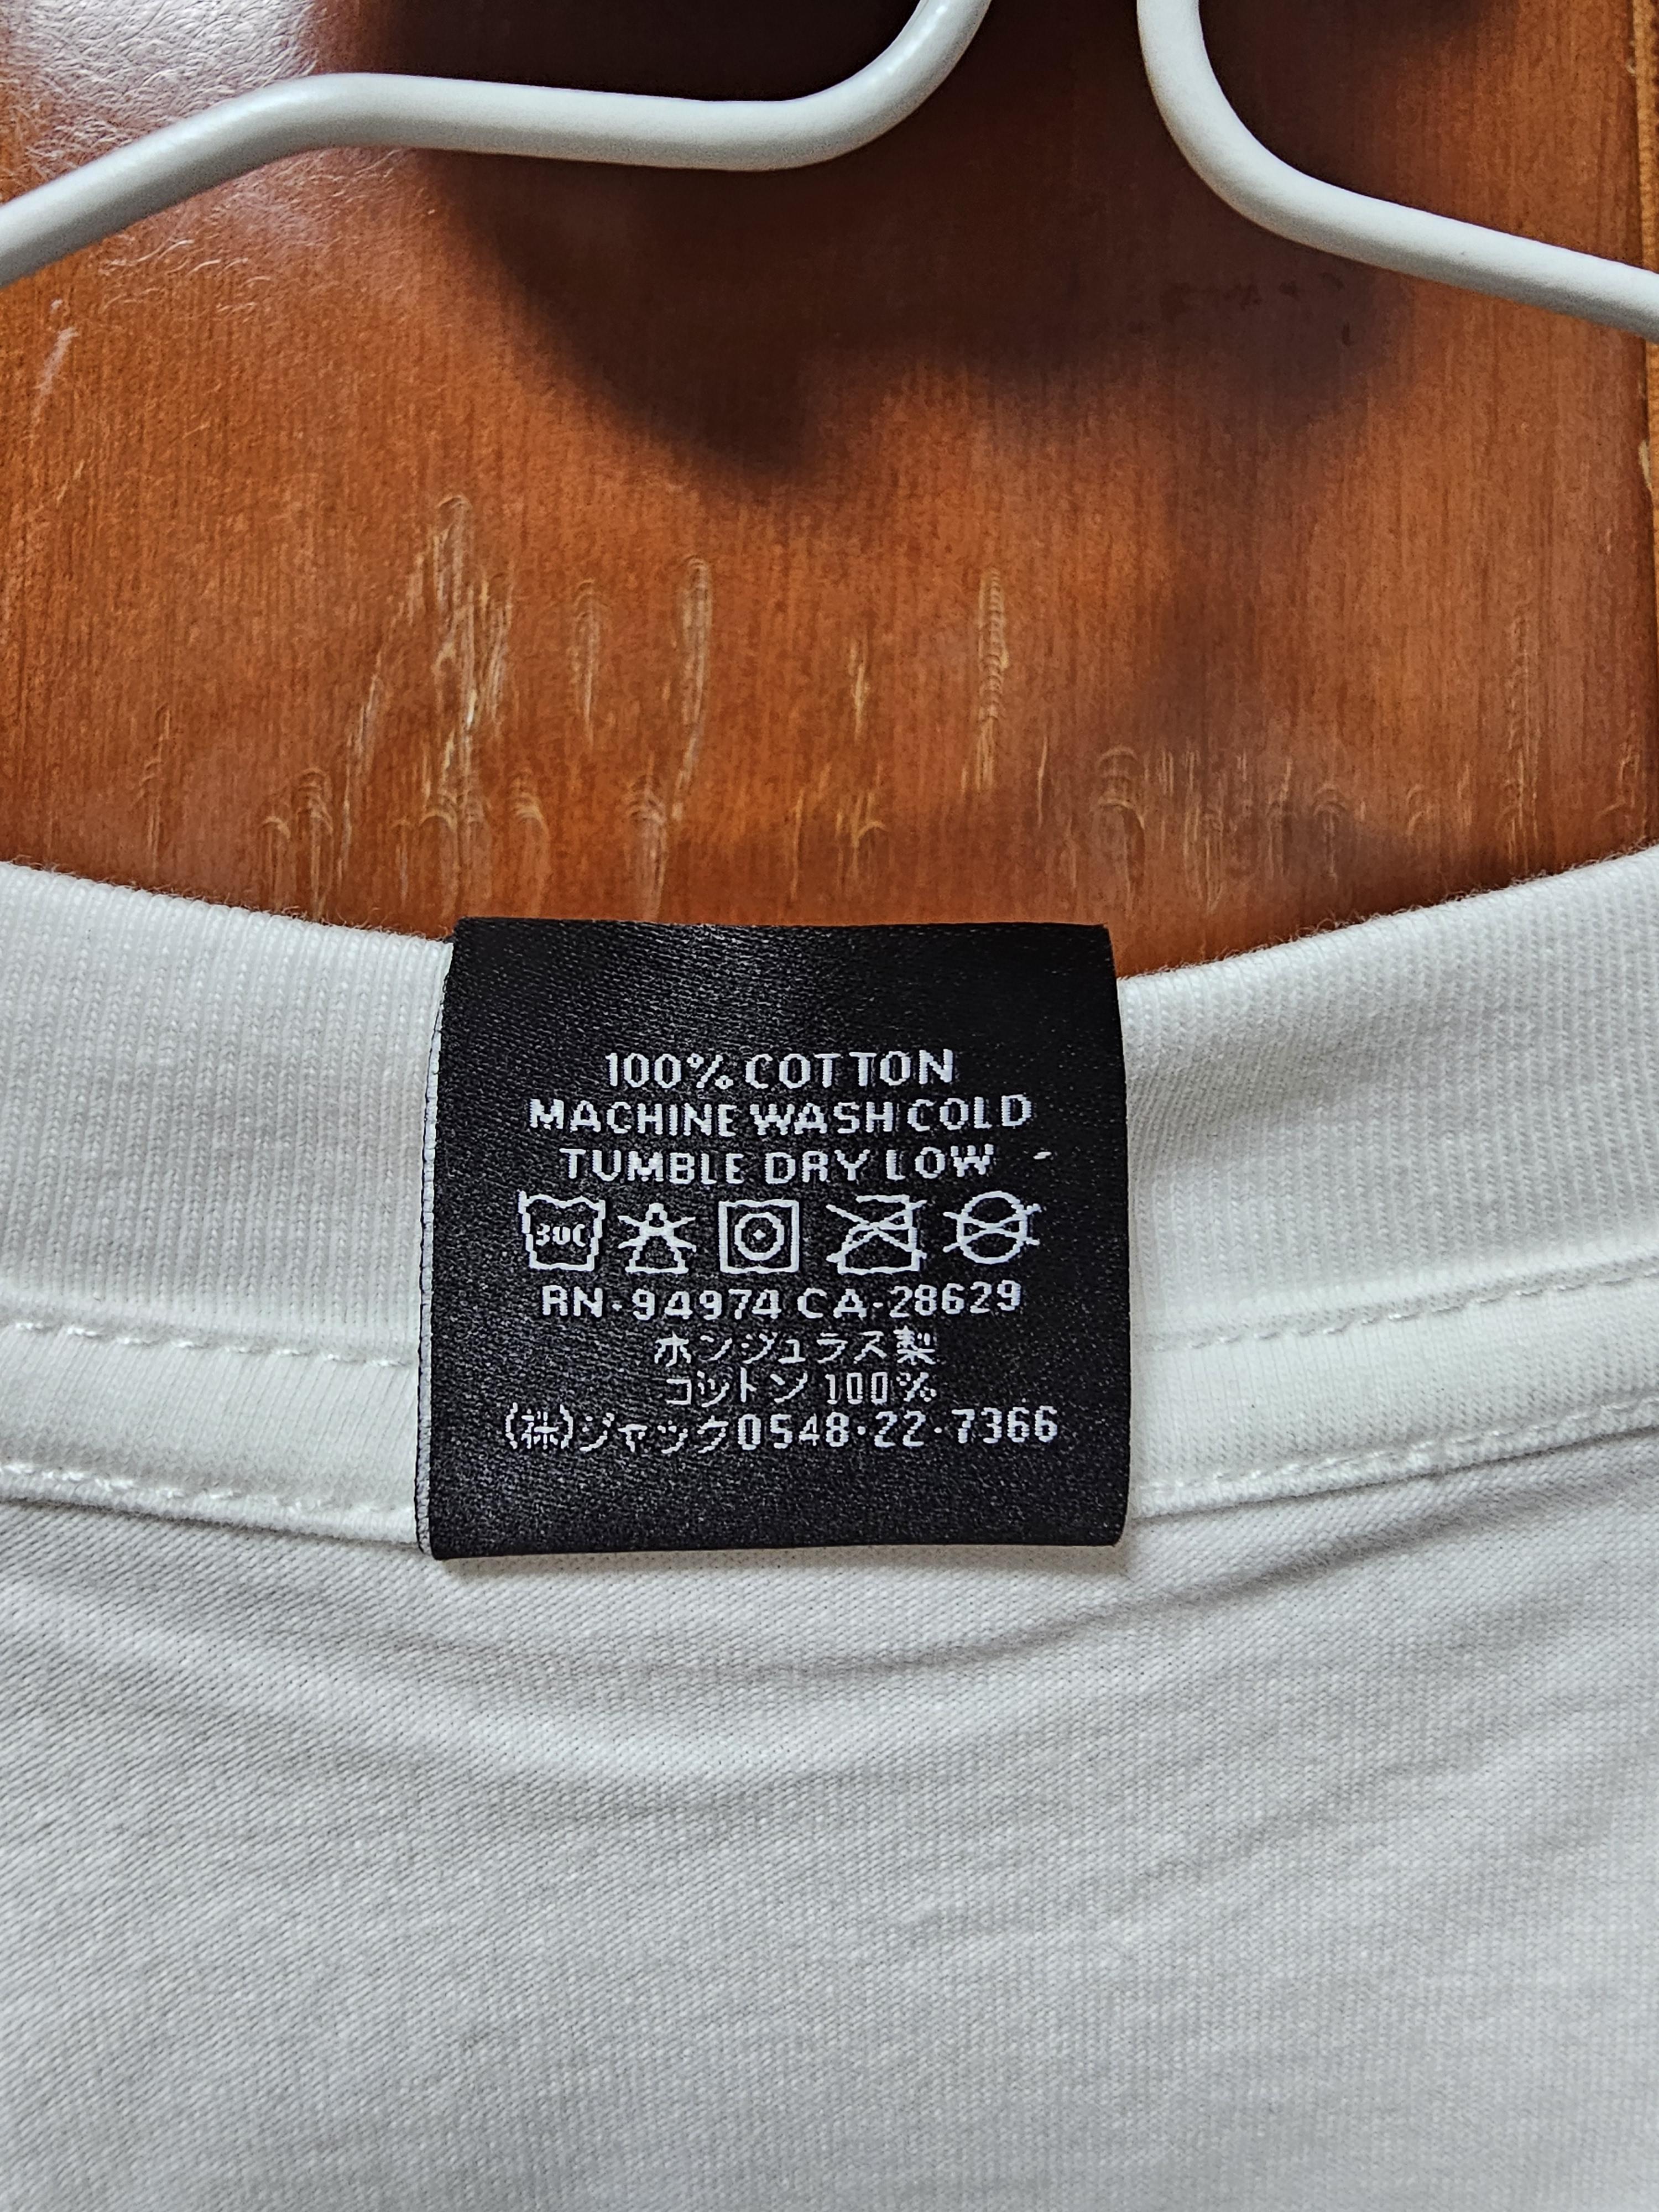 100% COTTON
MACHINE WASH COLD
TUMBLE DRY LOW
30C
RN-94974 CA-28629
ホンジュラス製
コットン 100%
(株)ジャック0548-22-7366